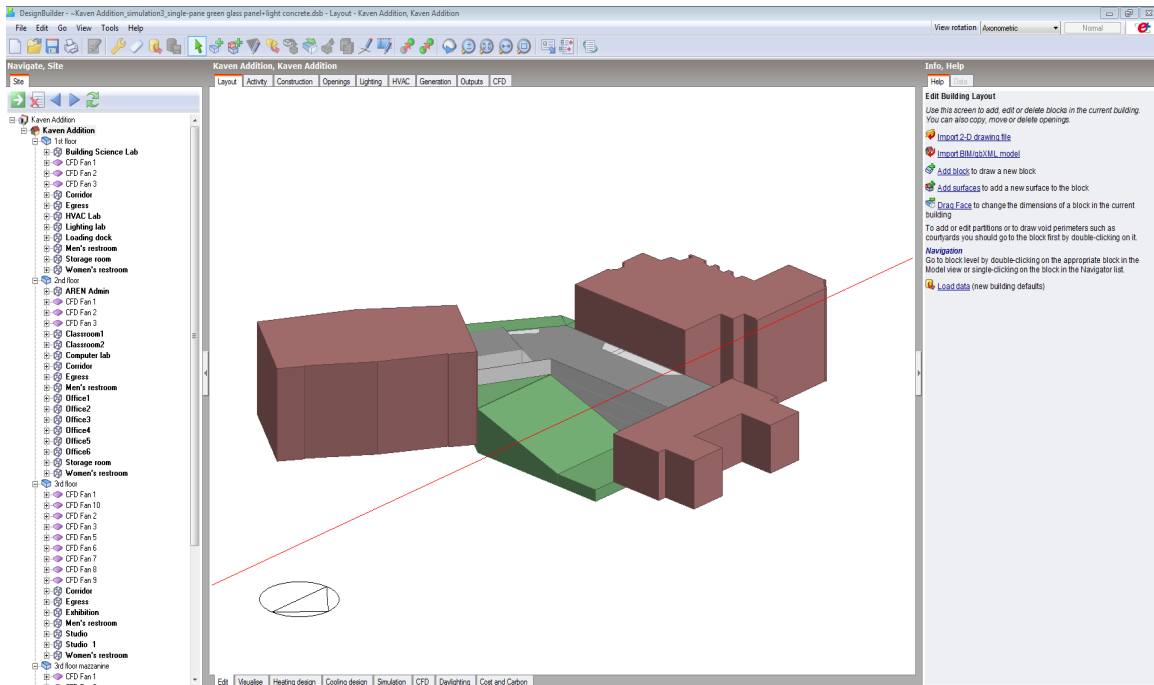 DesignBuilder - ~Kaven Addition_simulation3_single-pane green glass panel+light concrete.dsb - Layout - Kaven Addition, Kaven Addition
File Edit Go View Tools Help
View rotation Axonometric Normal
Navigate, Site
Site
Kaven Addition
Kaven Addition
1st floor
Building Science Lab
CFD Fan 1
CFD Fan 2
CFD Fan 3
Corridor
Egress
HVAC Lab
Lighting lab
Loading dock
Men's restroom
Storage room
Women's restroom
2nd floor
AREN Admin
CFD Fan 1
CFD Fan 2
CFD Fan 3
Classroom1
Classroom2
Computer lab
Corridor
Egress
Men's restroom
Office1
Office2
Office3
Office4
Office5
Office6
Storage room
Women's restroom
3rd floor
CFD Fan 1
CFD Fan 10
CFD Fan 2
CFD Fan 3
CFD Fan 5
CFD Fan 6
CFD Fan 7
CFD Fan 8
CFD Fan 9
Corridor
Egress
Exhibition
Men's restroom
Studio
Studio 1
Women's restroom
3rd floor mazzanine
CFD Fan 1
Kaven Addition, Kaven Addition
Layout Activity Construction Openings Lighting HVAC Generation Outputs CFD
Edit Visualise Heating design Cooling design Simulation CFD Daylighting Cost and Carbon
Info, Help
Help Data
Edit Building Layout
Use this screen to add, edit or delete blocks in the current building.
You can also copy, move or delete openings.
Import 2-D drawing file
Import BIM/gbXML model
Add block to draw a new block
Add surfaces to add a new surface to the block
Drag Face to change the dimensions of a block in the current
building
To add or edit partitions or to draw void perimeters such as
courtyards you should go to the block first by double-clicking on it.
Navigation
Go to block level by double-clicking on the appropriate block in the
Model view or single-clicking on the block in the Navigator list.
Load data (new building defaults)